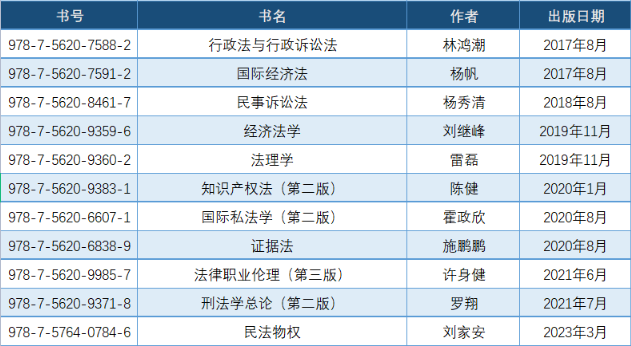 书号 书名 作者 出版日期
978-7-5620-7588-2 行政法与行政诉讼法 林鸿潮 2017年8月
978-7-5620-7591-2 国际经济法 杨帆 2017年8月
978-7-5620-8461-7 民事诉讼法 杨秀清 2018年8月
978-7-5620-9359-6 经济法学 刘继峰 2019年11月
978-7-5620-9360-2 法理学 雷磊 2019年11月
978-7-5620-9383-1 知识产权法（第二版） 陈健 2020年1月
978-7-5620-6607-1 国际私法学（第二版） 霍政欣 2020年8月
978-7-5620-6838-9 证据法 施鹏鹏 2020年8月
978-7-5620-9985-7 法律职业伦理（第三版） 许身健 2021年6月
978-7-5620-9371-8 刑法学总论（第二版） 罗翔 2021年7月
978-7-5764-0784-6 民法物权 刘家安 2023年3月